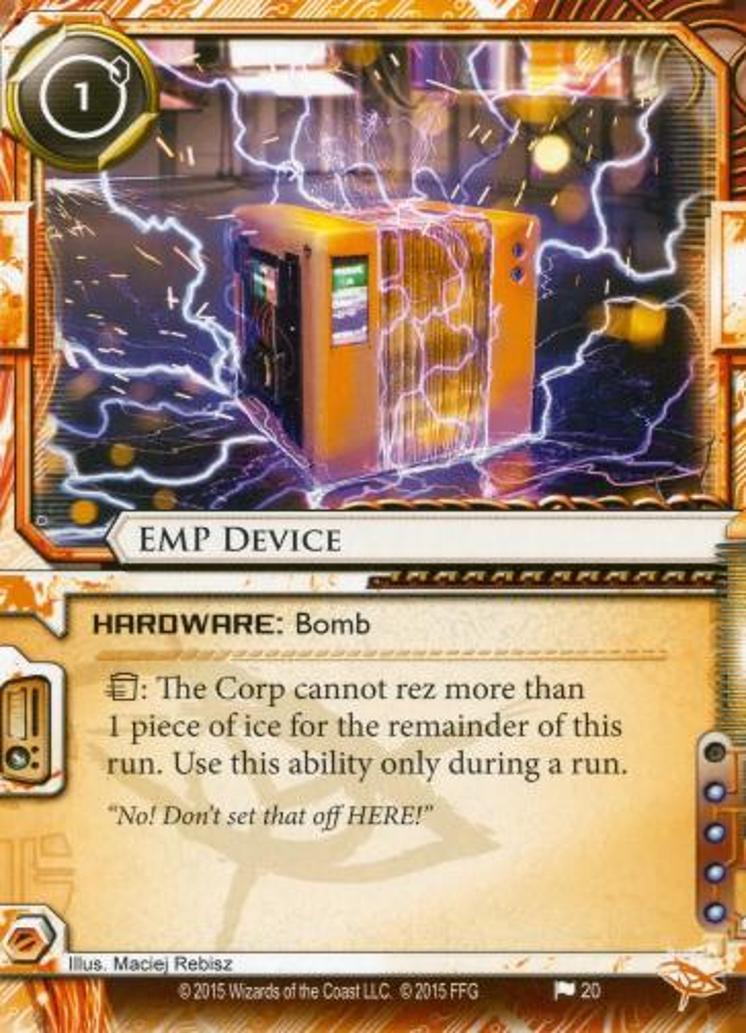 1
EMP Device
HARDWARE: Bomb
: The Corp cannot rez more than
1 piece of ice for the remainder of this
run. Use this ability only during a run.
"No! Don't set that off HERE!"
Illus. Maciej Rebisz
© 2015 Wizards of the Coast LLC. © 2015 FFG
20